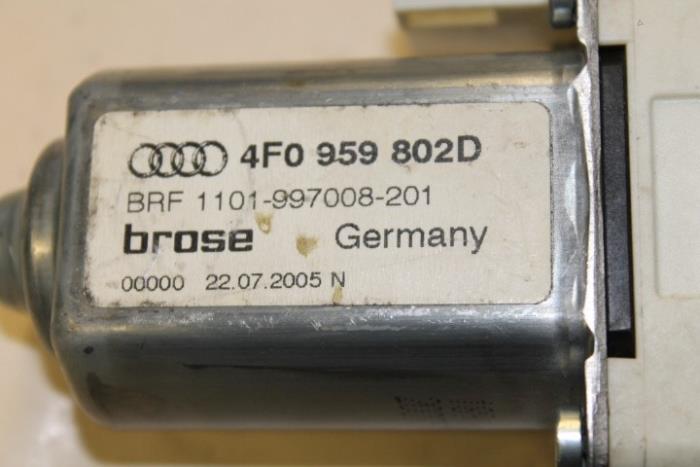 4F0 959 802D
BRF 1101-997008-201
brose Germany
00000 22.07.2005 N